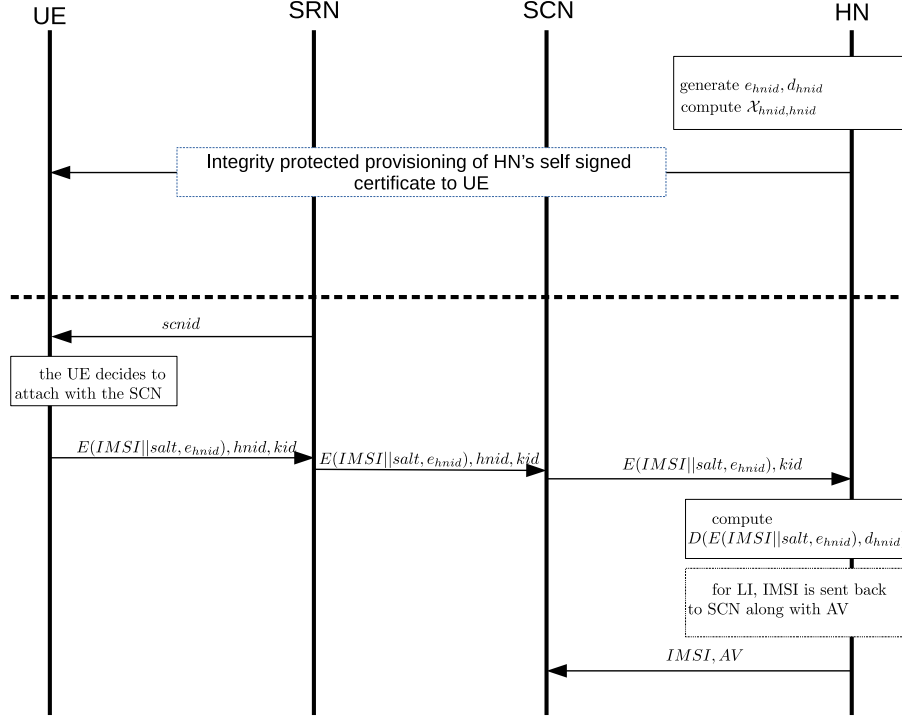 UE SRN SCN HN
generate e_hnid, d_hnid
compute 𝒳_hnid,hnid
Integrity protected provisioning of HN's self signed
certificate to UE
scnid
the UE decides to
attach with the SCN
E(IMSI||salt, e_hnid), hnid, kid
E(IMSI||salt, e_hnid), hnid, kid
E(IMSI||salt, e_hnid), kid
compute
D(E(IMSI||salt, e_hnid), d_hnid
for LI, IMSI is sent back
to SCN along with AV
IMSI, AV